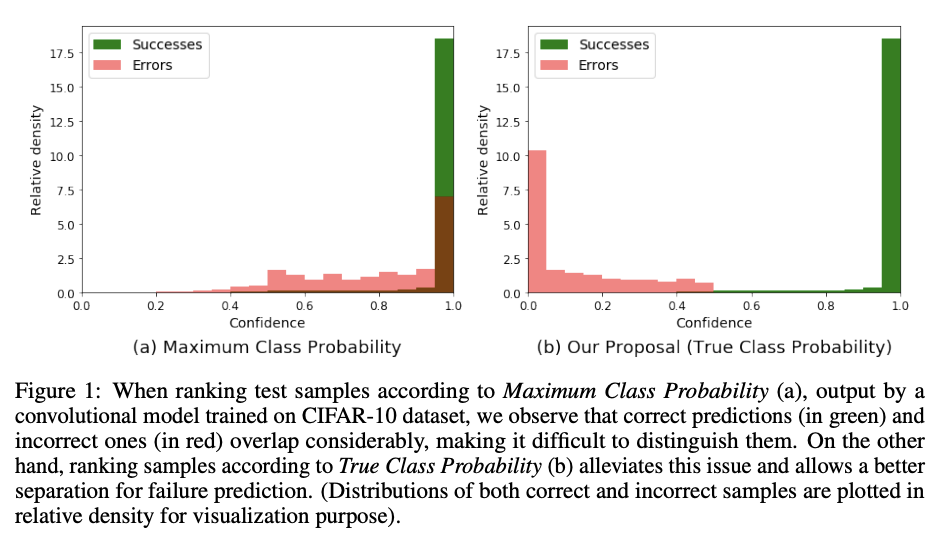 Successes
Errors
Relative density
17.5
15.0
12.5
10.0
7.5
5.0
2.5
0.0
0.0 0.2 0.4 0.6 0.8 1.0
Confidence
(a) Maximum Class Probability
Successes
Errors
Relative density
17.5
15.0
12.5
10.0
7.5
5.0
2.5
0.0
0.0 0.2 0.4 0.6 0.8 1.0
Confidence
(b) Our Proposal (True Class Probability)
Figure 1: When ranking test samples according to Maximum Class Probability (a), output by a
convolutional model trained on CIFAR-10 dataset, we observe that correct predictions (in green) and
incorrect ones (in red) overlap considerably, making it difficult to distinguish them. On the other
hand, ranking samples according to True Class Probability (b) alleviates this issue and allows a better
separation for failure prediction. (Distributions of both correct and incorrect samples are plotted in
relative density for visualization purpose).